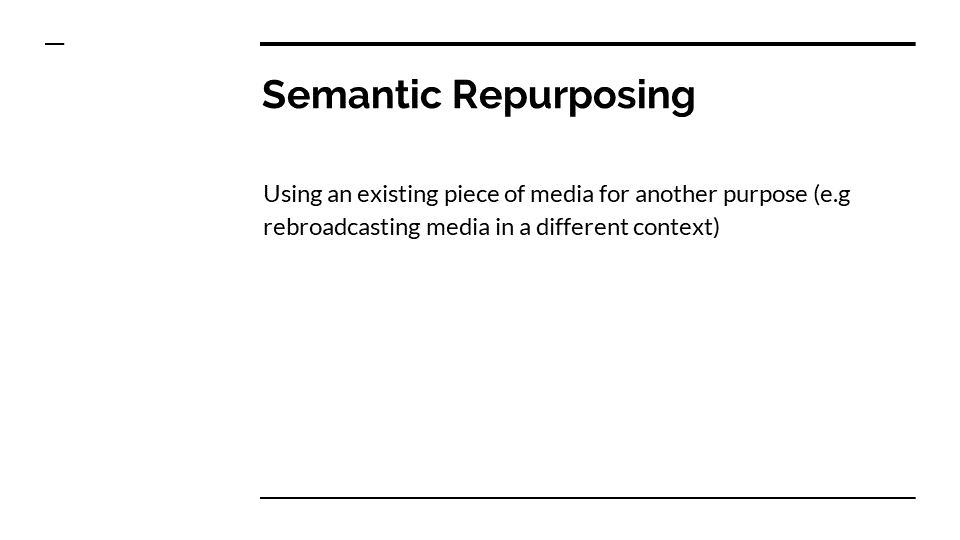 Semantic Repurposing
Using an existing piece of media for another purpose (e.g
rebroadcasting media in a different context)